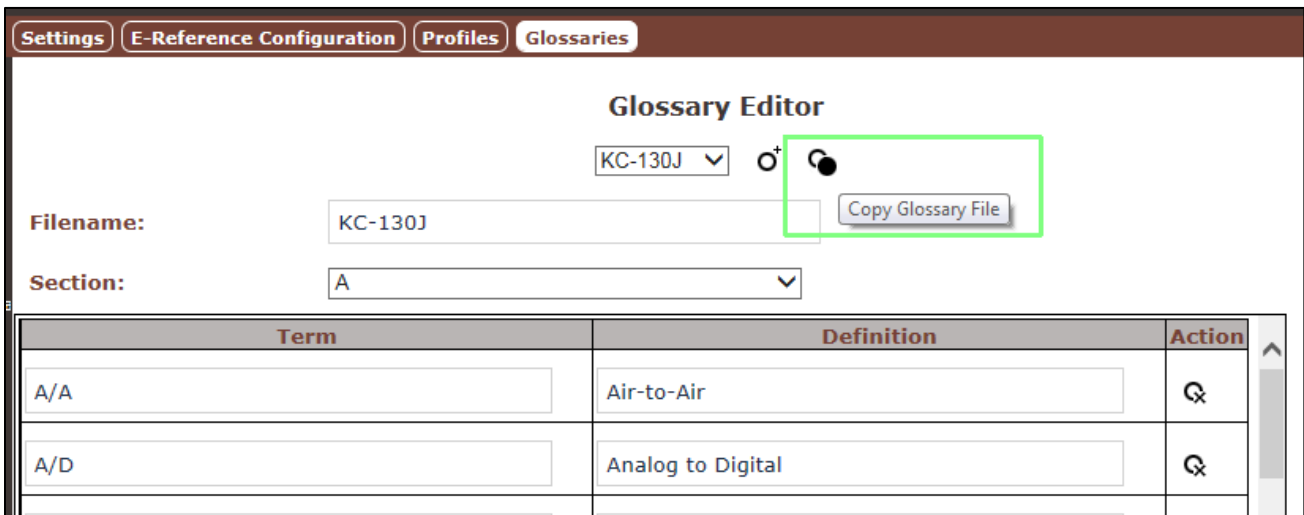 Settings E-Reference Configuration Profiles Glossaries
Glossary Editor
KC-130J
Copy Glossary File
Filename: KC-130J
Section: A
Term Definition Action
A/A Air-to-Air
A/D Analog to Digital